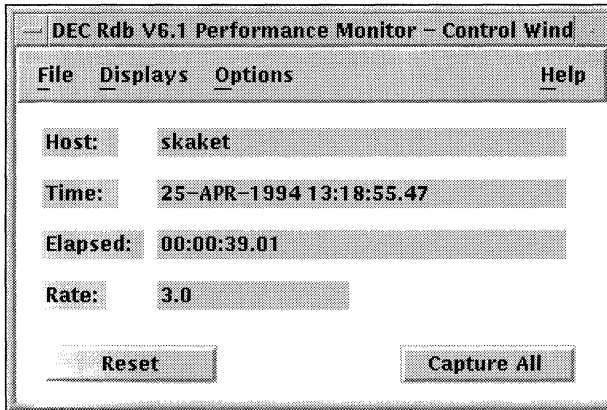 DEC Rdb V6.1 Performance Monitor – Control Wind
File Displays Options Help
Host: skaket
Time: 25-APR-1994 13:18:55.47
Elapsed: 00:00:39.01
Rate: 3.0
Reset Capture All